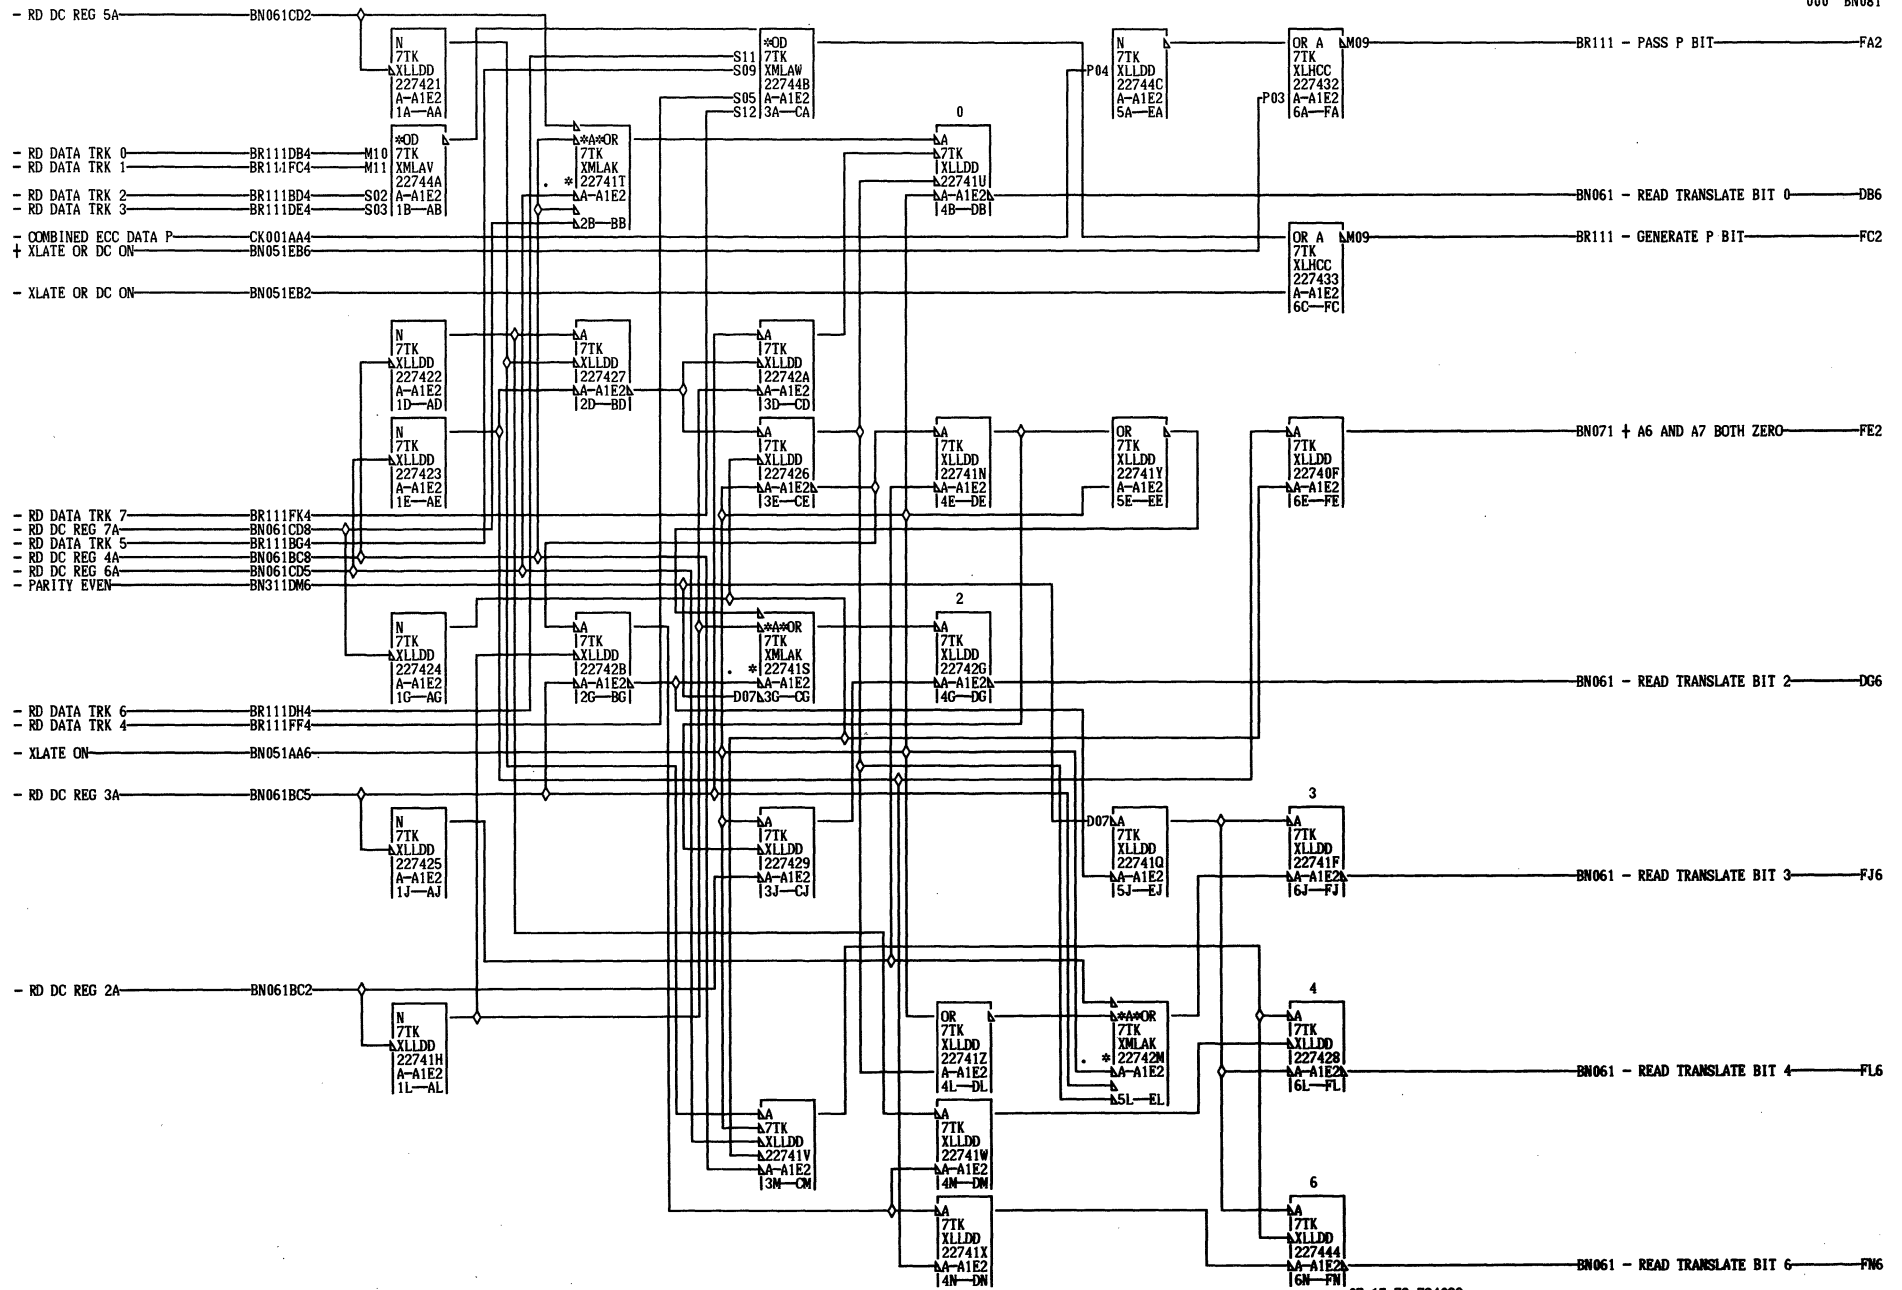 000 BN081
- RD DC REG 5A BN061CD2
N
7TK
XLLDD
227421
A-A1E2
1A-AA
S11
S09
S05
S12
*OD
7TK
XMLAW
22744B
A-A1E2
3A-CA
P04
N
7TK
XLLDD
22744C
A-A1E2
5A-EA
P03
OR A M09
7TK
XLHCC
227432
A-A1E2
6A-FA
BR111 - PASS P BIT FA2
- RD DATA TRK 0 BR111DB4 M10
- RD DATA TRK 1 BR111FC4 M11
- RD DATA TRK 2 BR111BD4 S02
- RD DATA TRK 3 BR111DE4 S03
*OD
7TK
XMLAV
22744A
A-A1E2
1B-AB
*A*OR
7TK
XMLAK
* 22741T
A-A1E2
2B-BB
0
A
7TK
XLLDD
22741U
A-A1E2
4B-DB
BN061 - READ TRANSLATE BIT 0 DB6
- COMBINED ECC DATA P CK001AA4
+ XLATE OR DC ON BN051EB6
- XLATE OR DC ON BN051EB2
OR A M09
7TK
XLHCC
227433
A-A1E2
6C-FC
BR111 - GENERATE P BIT FC2
N
7TK
XLLDD
227422
A-A1E2
1D-AD
A
7TK
XLLDD
227427
A-A1E2
2D-BD
A
7TK
XLLDD
22742A
A-A1E2
3D-CD
N
7TK
XLLDD
227423
A-A1E2
1E-AE
A
7TK
XLLDD
227426
A-A1E2
3E-CE
A
7TK
XLLDD
22741N
A-A1E2
4E-DE
OR
7TK
XLLDD
22741Y
A-A1E2
5E-EE
A
7TK
XLLDD
22740F
A-A1E2
6E-FE
BN071 + A6 AND A7 BOTH ZERO FE2
- RD DATA TRK 7 BR111FK4
- RD DC REG 7A BN061CD8
- RD DATA TRK 5 BR111BG4
- RD DC REG 4A BN061BC8
- RD DC REG 6A BN061CD5
- PARITY EVEN BN311DM6
N
7TK
XLLDD
227424
A-A1E2
1G-AG
A
7TK
XLLDD
22742B
A-A1E2
2G-BG
*A*OR
7TK
XMLAK
* 22741S
A-A1E2
D07 3G-CG
2
A
7TK
XLLDD
22742G
A-A1E2
4G-DG
BN061 - READ TRANSLATE BIT 2 DG6
- RD DATA TRK 6 BR111DH4
- RD DATA TRK 4 BR111FF4
- XLATE ON BN051AA6
- RD DC REG 3A BN061BC5
N
7TK
XLLDD
227425
A-A1E2
1J-AJ
A
7TK
XLLDD
227429
A-A1E2
3J-CJ
D07 A
7TK
XLLDD
22741Q
A-A1E2
5J-EJ
3
A
7TK
XLLDD
22741F
A-A1E2
6J-FJ
BN061 - READ TRANSLATE BIT 3 FJ6
- RD DC REG 2A BN061BC2
N
7TK
XLLDD
22741H
A-A1E2
1L-AL
OR
7TK
XLLDD
22741Z
A-A1E2
4L-DL
*A*OR
7TK
XMLAK
* 22742M
A-A1E2
5L-EL
4
A
7TK
XLLDD
227428
A-A1E2
6L-FL
BN061 - READ TRANSLATE BIT 4 FL6
A
7TK
XLLDD
22741V
A-A1E2
3M-CM
A
7TK
XLLDD
22741W
A-A1E2
4M-DM
A
7TK
XLLDD
22741X
A-A1E2
4N-DN
6
A
7TK
XLLDD
227444
A-A1E2
6N-FN
BN061 - READ TRANSLATE BIT 6 FN6